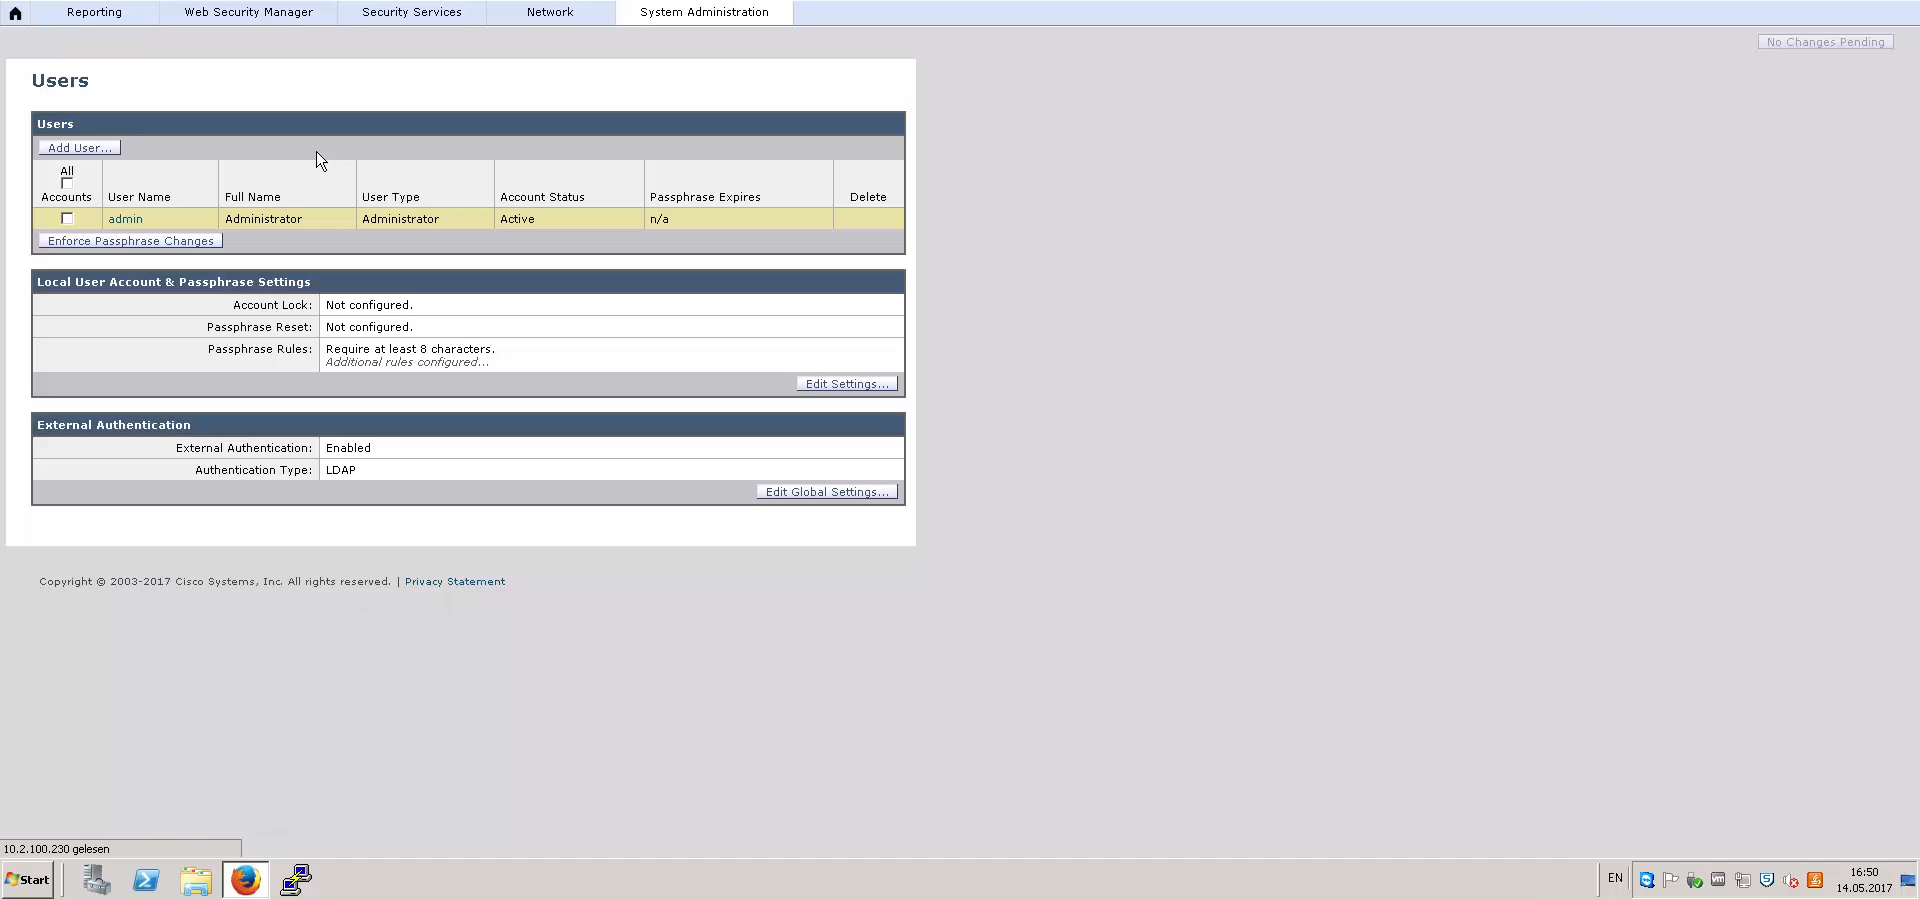 Reporting
Web Security Manager
Security Services
Network
System Administration
No Changes Pending
Users
Users
Add User...
All
Accounts User Name Full Name User Type Account Status Passphrase Expires Delete
admin Administrator Administrator Active n/a
Enforce Passphrase Changes
Local User Account & Passphrase Settings
Account Lock: Not configured.
Passphrase Reset: Not configured.
Passphrase Rules: Require at least 8 characters.
Additional rules configured...
Edit Settings...
External Authentication
External Authentication: Enabled
Authentication Type: LDAP
Edit Global Settings...
Copyright © 2003-2017 Cisco Systems, Inc. All rights reserved. | Privacy Statement
10.2.100.230 gelesen
Start
EN
16:50
14.05.2017